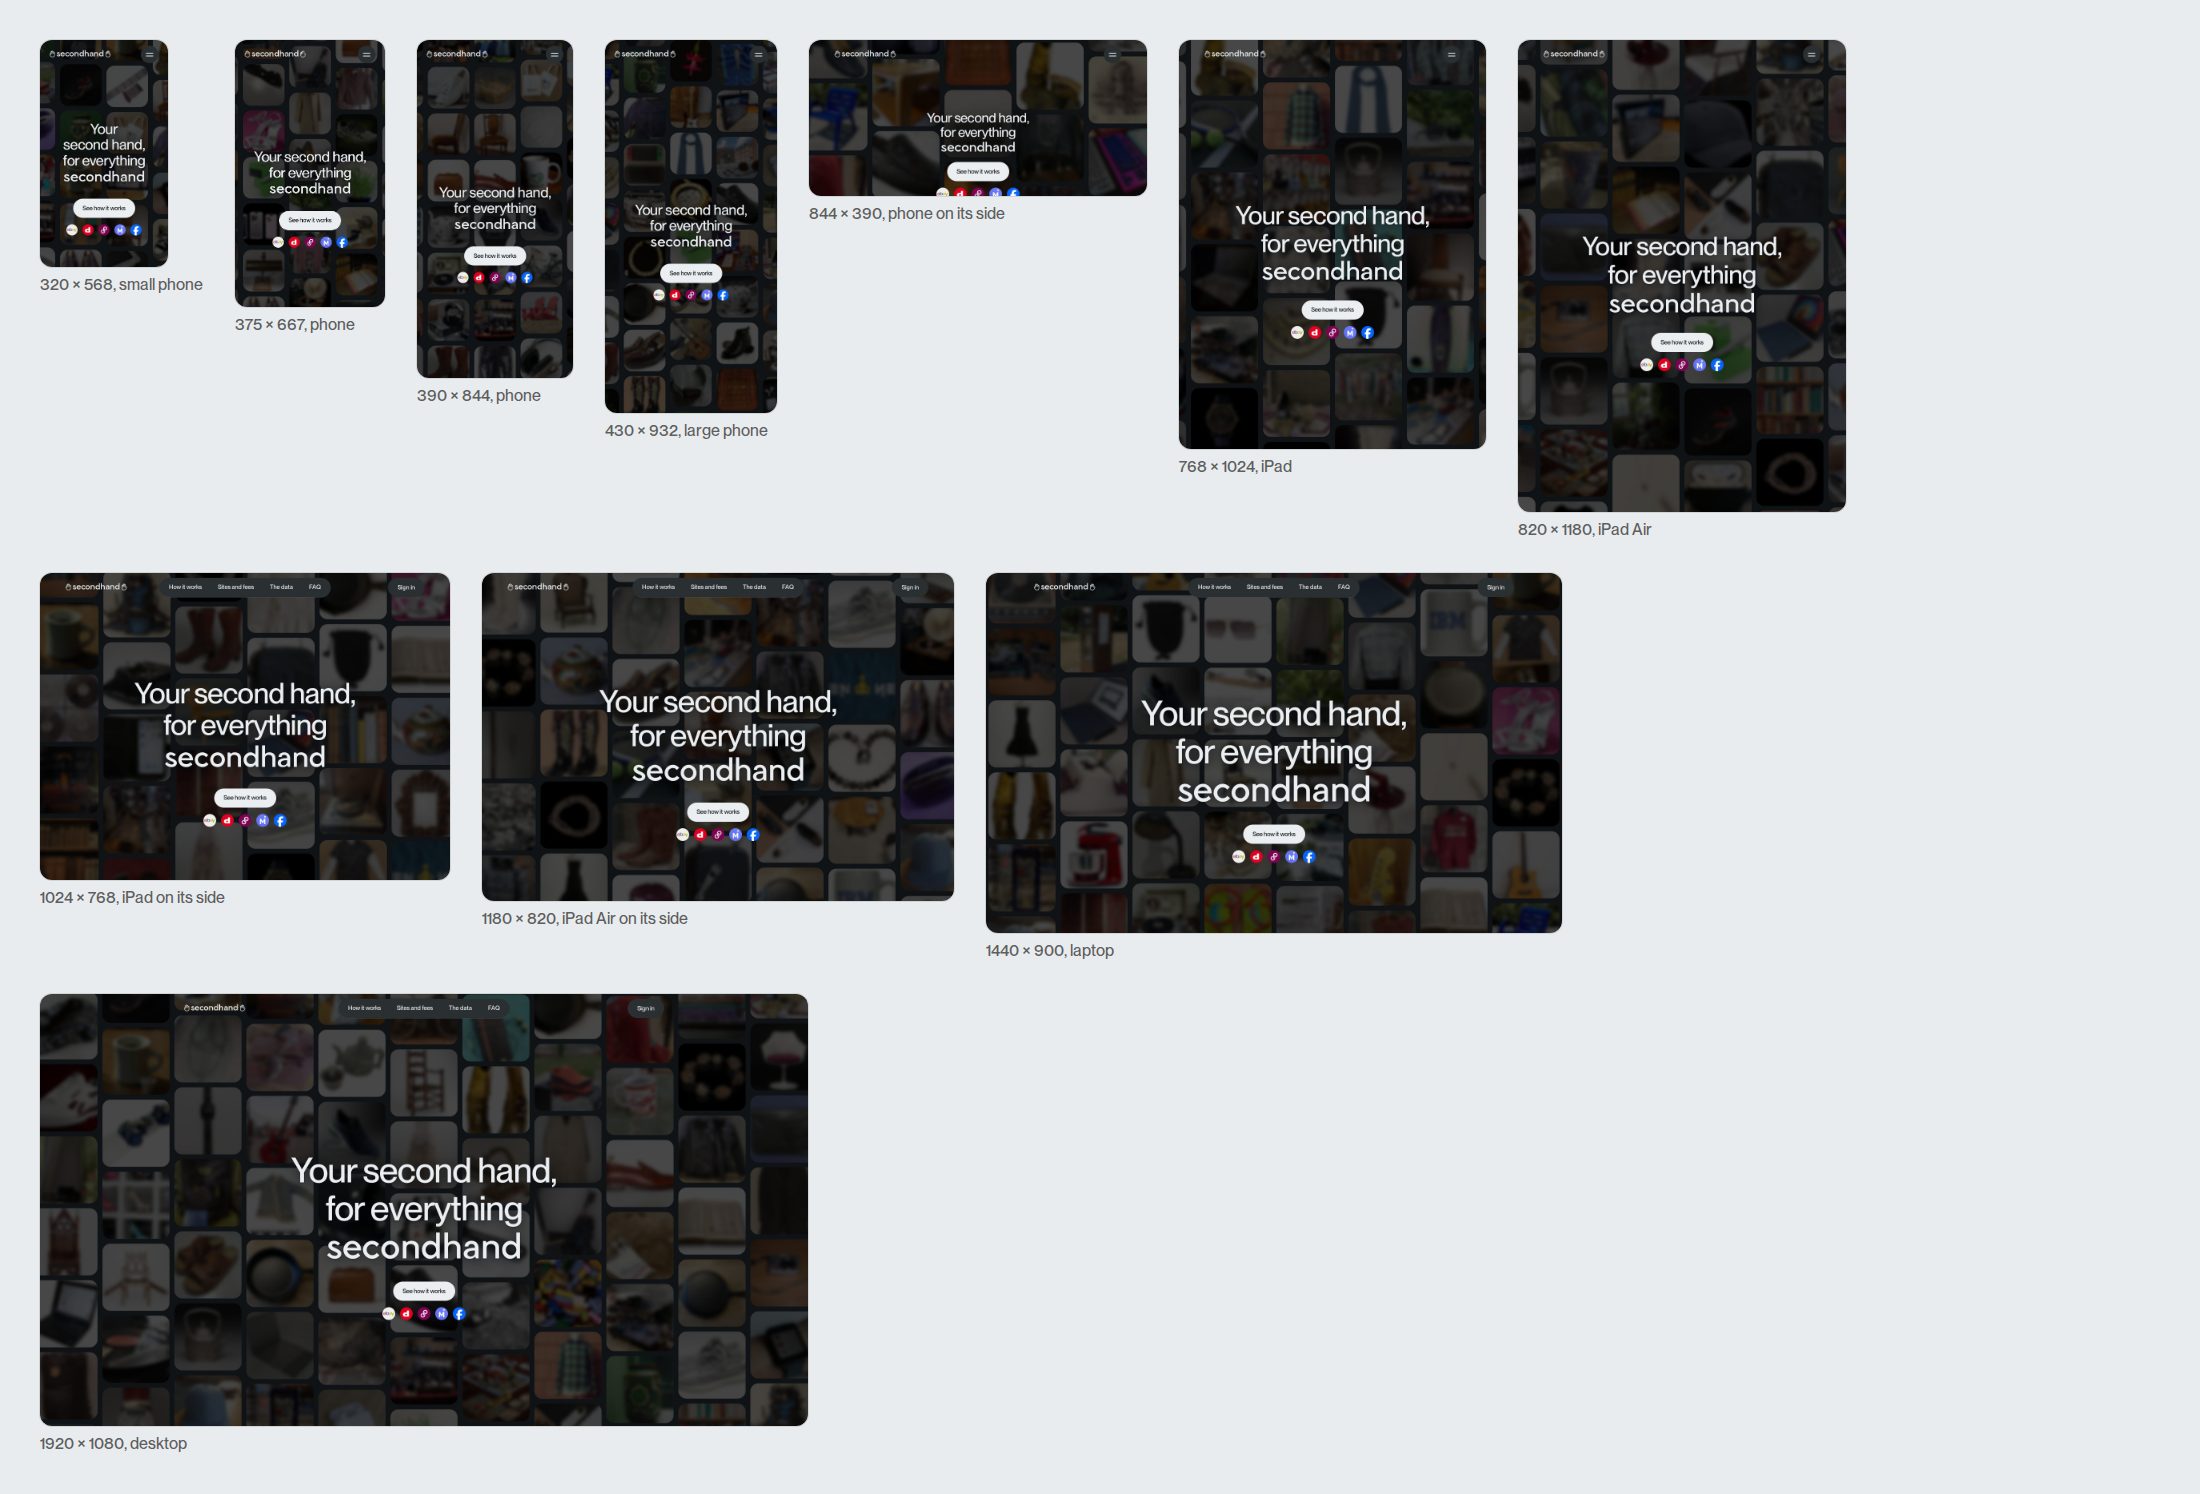 secondhand
Your
second hand,
for everything
secondhand
See how it works
320 × 568, small phone
secondhand
Your second hand,
for everything
secondhand
See how it works
375 × 667, phone
secondhand
Your second hand,
for everything
secondhand
See how it works
390 × 844, phone
secondhand
Your second hand,
for everything
secondhand
See how it works
430 × 932, large phone
secondhand
Your second hand,
for everything
secondhand
See how it works
844 × 390, phone on its side
secondhand
Your second hand,
for everything
secondhand
See how it works
768 × 1024, iPad
secondhand
Your second hand,
for everything
secondhand
See how it works
820 × 1180, iPad Air
secondhand How it works Sites and fees The data FAQ Sign in
Your second hand,
for everything
secondhand
See how it works
1024 × 768, iPad on its side
secondhand How it works Sites and fees The data FAQ Sign in
Your second hand,
for everything
secondhand
See how it works
1180 × 820, iPad Air on its side
secondhand How it works Sites and fees The data FAQ Sign in
IBM
Your second hand,
for everything
secondhand
See how it works
1440 × 900, laptop
secondhand How it works Sites and fees The data FAQ Sign in
Your second hand,
for everything
secondhand
See how it works
1920 × 1080, desktop